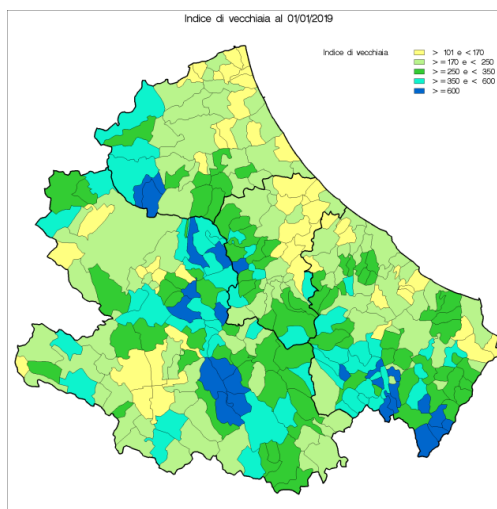 Indice di vecchiaia al 01/01/2019
Indice di vecchiaia
> 101 e <170
>=170 e < 250
>=250 e < 350
>=350 e < 600
>=600